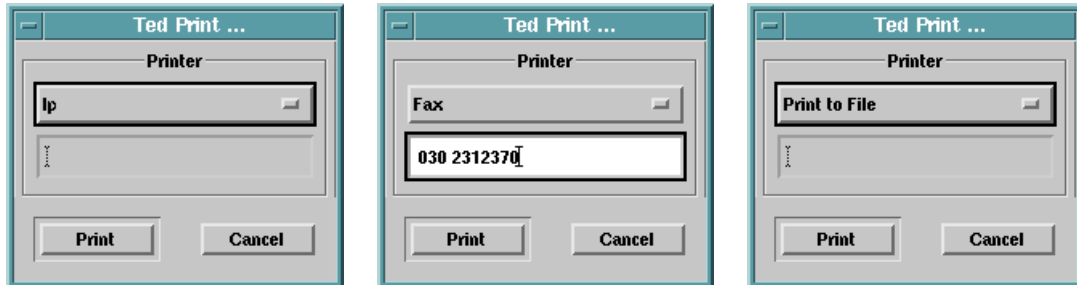 Ted Print ...
Printer
lp
Print
Cancel
Ted Print ...
Printer
Fax
030 2312370
Print
Cancel
Ted Print ...
Printer
Print to File
Print
Cancel